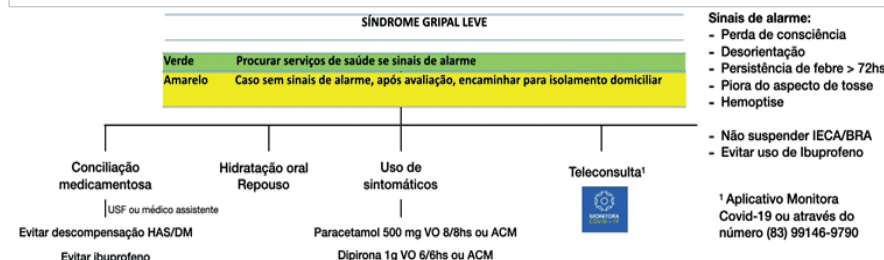 SÍNDROME GRIPAL LEVE
Verde Procurar serviços de saúde se sinais de alarme
Amarelo Caso sem sinais de alarme, após avaliação, encaminhar para isolamento domiciliar
Conciliação
medicamentosa
USF ou médico assistente
Evitar descompensação HAS/DM
Evitar ibuprofeno
Hidratação oral
Repouso
Uso de
sintomáticos
Paracetamol 500 mg VO 8/8hs ou ACM
Dipirona 1g VO 6/6hs ou ACM
Teleconsulta¹
MONITORA
COVID-19
Sinais de alarme:
- Perda de consciência
- Desorientação
- Persistência de febre > 72hs
- Piora do aspecto de tosse
- Hemoptise
- Não suspender IECA/BRA
- Evitar uso de Ibuprofeno
¹ Aplicativo Monitora
Covid-19 ou através do
número (83) 99146-9790